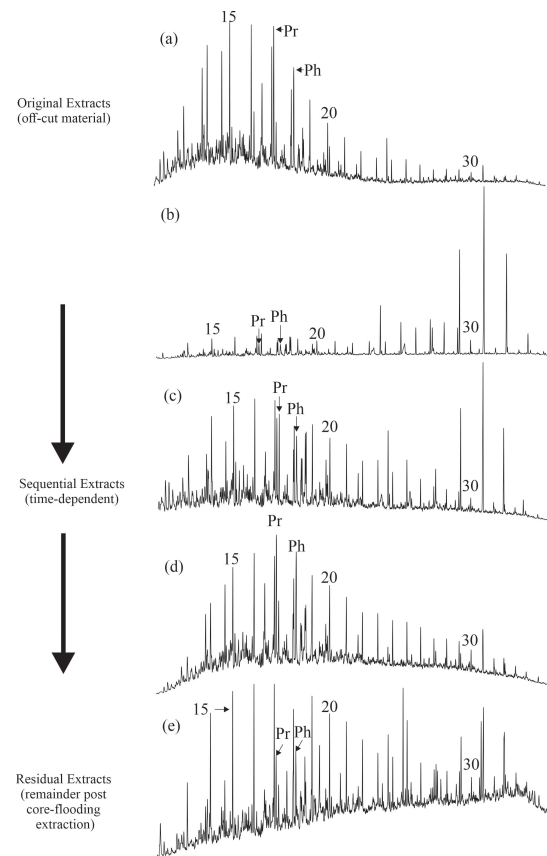 (a)
15
Pr
Ph
20
30
Original Extracts
(off-cut material)
(b)
15
Pr
Ph
20
30
(c)
15
Pr
Ph
20
30
Sequential Extracts
(time-dependent)
(d)
15
Pr
Ph
20
30
(e)
15
Pr
Ph
20
30
Residual Extracts
(remainder post
core-flooding
extraction)